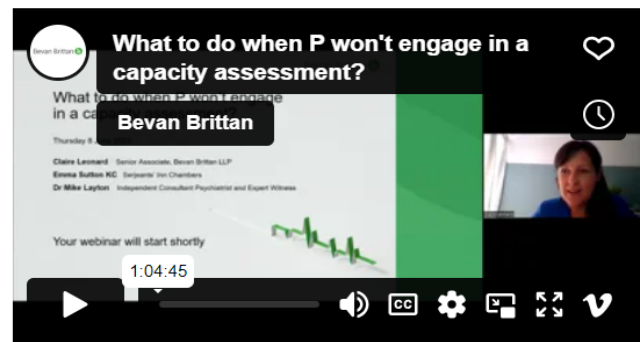 Bevan Brittan
What to do when P won't engage in a
capacity assessment?
Bevan Brittan
What to do when P won't engage
in a
Thursday 8
Claire Leonard Senior Associate, Bevan Brittan LLP
Emma Sutton KC Serjeants' Inn Chambers
Dr Mike Layton Independent Consultant Psychiatrist and Expert Witness
Your webinar will start shortly
1:04:45
CC